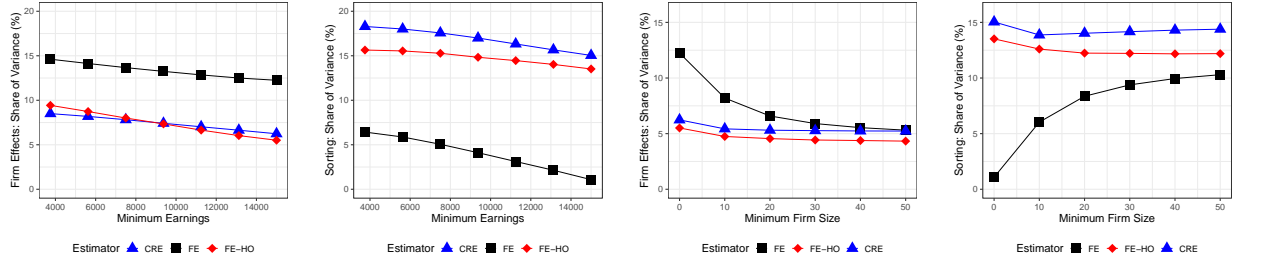 Firm Effects: Share of Variance (%)
20
15
10
5
0
4000 6000 8000 10000 12000 14000
Minimum Earnings
Estimator CRE FE FE-HO
Sorting: Share of Variance (%)
20
15
10
5
0
4000 6000 8000 10000 12000 14000
Minimum Earnings
Estimator CRE FE FE-HO
Firm Effects: Share of Variance (%)
15
10
5
0
0 10 20 30 40 50
Minimum Firm Size
Estimator FE FE-HO CRE
Sorting: Share of Variance (%)
15
10
5
0
0 10 20 30 40 50
Minimum Firm Size
Estimator FE FE-HO CRE